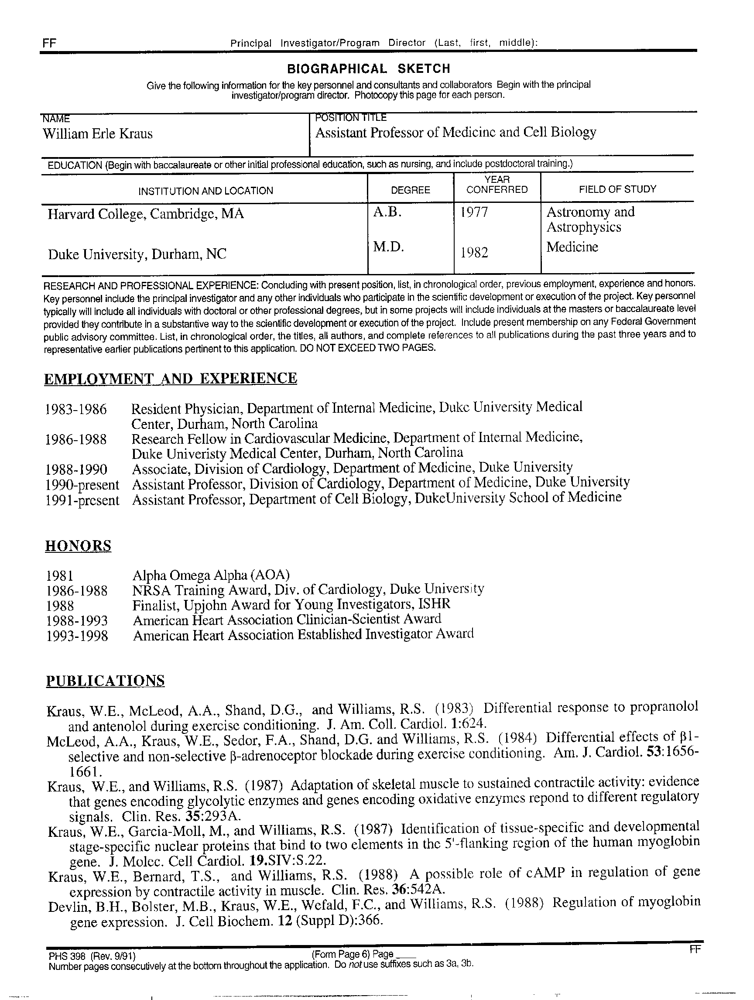 FF Principal Investigator/Program Director (Last, first, middle):
BIOGRAPHICAL SKETCH
Give the following information for the key personnel and consultants and collaborators Begin with the principal
investigator/program director. Photocopy this page for each person.
NAME POSITION TITLE
William Erle Kraus Assistant Professor of Medicine and Cell Biology
EDUCATION (Begin with baccalaureate or other initial professional education, such as nursing, and include postdoctoral training.)
INSTITUTION AND LOCATION DEGREE YEAR CONFERRED FIELD OF STUDY
Harvard College, Cambridge, MA A.B. 1977 Astronomy and
Astrophysics
Duke University, Durham, NC M.D. 1982 Medicine
RESEARCH AND PROFESSIONAL EXPERIENCE: Concluding with present position, list, in chronological order, previous employment, experience and honors.
Key personnel include the principal investigator and any other individuals who participate in the scientific development or execution of the project. Key personnel
typically will include all individuals with doctoral or other professional degrees, but in some projects will include individuals at the masters or baccalaureate level
provided they contribute in a substantive way to the scientific development or execution of the project. Include present membership on any Federal Government
public advisory committee. List, in chronological order, the titles, all authors, and complete references to all publications during the past three years and to
representative earlier publications pertinent to this application. DO NOT EXCEED TWO PAGES.
EMPLOYMENT AND EXPERIENCE
1983-1986 Resident Physician, Department of Internal Medicine, Duke University Medical
Center, Durham, North Carolina
1986-1988 Research Fellow in Cardiovascular Medicine, Department of Internal Medicine,
Duke Univeristy Medical Center, Durham, North Carolina
1988-1990 Associate, Division of Cardiology, Department of Medicine, Duke University
1990-present Assistant Professor, Division of Cardiology, Department of Medicine, Duke University
1991-present Assistant Professor, Department of Cell Biology, DukeUniversity School of Medicine
HONORS
1981 Alpha Omega Alpha (AOA)
1986-1988 NRSA Training Award, Div. of Cardiology, Duke University
1988 Finalist, Upjohn Award for Young Investigators, ISHR
1988-1993 American Heart Association Clinician-Scientist Award
1993-1998 American Heart Association Established Investigator Award
PUBLICATIONS
Kraus, W.E., McLeod, A.A., Shand, D.G., and Williams, R.S. (1983) Differential response to propranolol
and antenolol during exercise conditioning. J. Am. Coll. Cardiol. 1:624.
McLeod, A.A., Kraus, W.E., Sedor, F.A., Shand, D.G. and Williams, R.S. (1984) Differential effects of β1-
selective and non-selective β-adrenoceptor blockade during exercise conditioning. Am. J. Cardiol. 53:1656-
1661.
Kraus, W.E., and Williams, R.S. (1987) Adaptation of skeletal muscle to sustained contractile activity: evidence
that genes encoding glycolytic enzymes and genes encoding oxidative enzymes repond to different regulatory
signals. Clin. Res. 35:293A.
Kraus, W.E., Garcia-Moll, M., and Williams, R.S. (1987) Identification of tissue-specific and developmental
stage-specific nuclear proteins that bind to two elements in the 5'-flanking region of the human myoglobin
gene. J. Molec. Cell Cardiol. 19.SIV:S.22.
Kraus, W.E., Bernard, T.S., and Williams, R.S. (1988) A possible role of cAMP in regulation of gene
expression by contractile activity in muscle. Clin. Res. 36:542A.
Devlin, B.H., Bolster, M.B., Kraus, W.E., Wefald, F.C., and Williams, R.S. (1988) Regulation of myoglobin
gene expression. J. Cell Biochem. 12 (Suppl D):366.
PHS 398 (Rev. 9/91) (Form Page 6) Page ____ FF
Number pages consecutively at the bottom throughout the application. Do not use suffixes such as 3a, 3b.